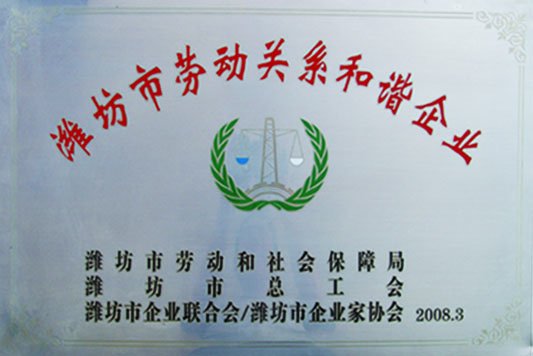 潍坊市劳动关系和谐企业
潍坊市劳动和社会保障局
潍坊市总工会
潍坊市企业联合会/潍坊市企业家协会 2008.3